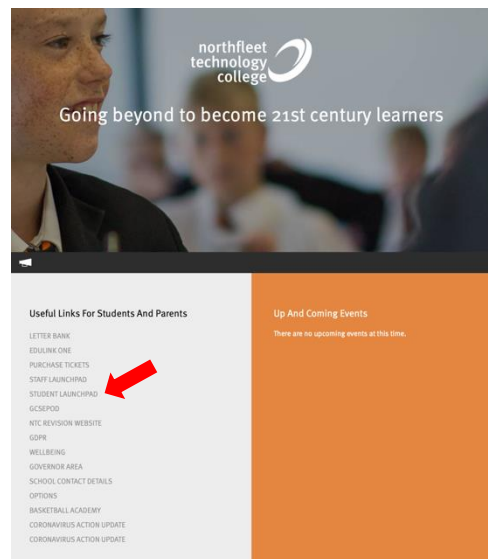 northfleet
technology
college
Going beyond to become 21st century learners
Useful Links For Students And Parents
LETTER BANK
EDULINK ONE
PURCHASE TICKETS
STAFF LAUNCHPAD
STUDENT LAUNCHPAD
GCSEPOD
NTC REVISION WEBSITE
GDPR
WELLBEING
GOVERNOR AREA
SCHOOL CONTACT DETAILS
OPTIONS
BASKETBALL ACADEMY
CORONAVIRUS ACTION UPDATE
CORONAVIRUS ACTION UPDATE
Up And Coming Events
There are no upcoming events at this time.